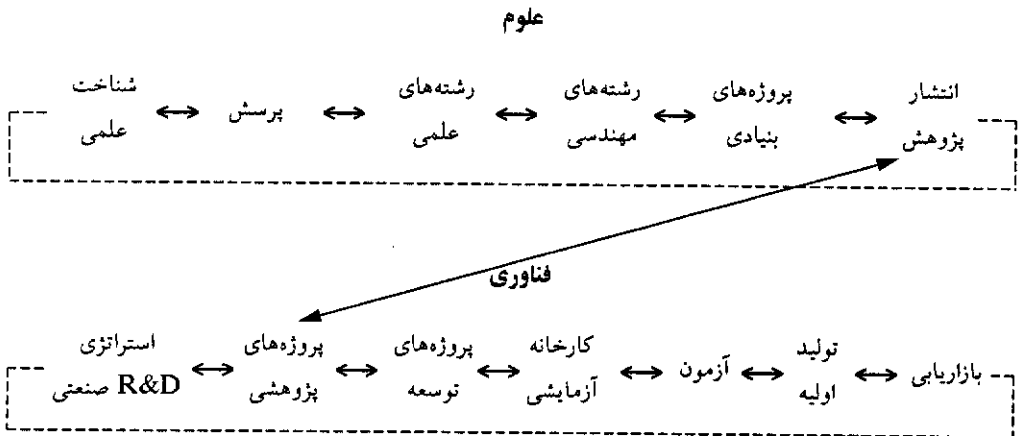 علوم
انتشار
پژوهش
پروژه‌های
بنیادی
رشته‌های
مهندسی
رشته‌های
علمی
پرسش
شناخت
علمی
فناوری
بازاریابی
تولید
اولیه
آزمون
کارخانه
آزمایشی
پروژه‌های
توسعه
پروژه‌های
پژوهشی
استراتژی
R&D صنعتی